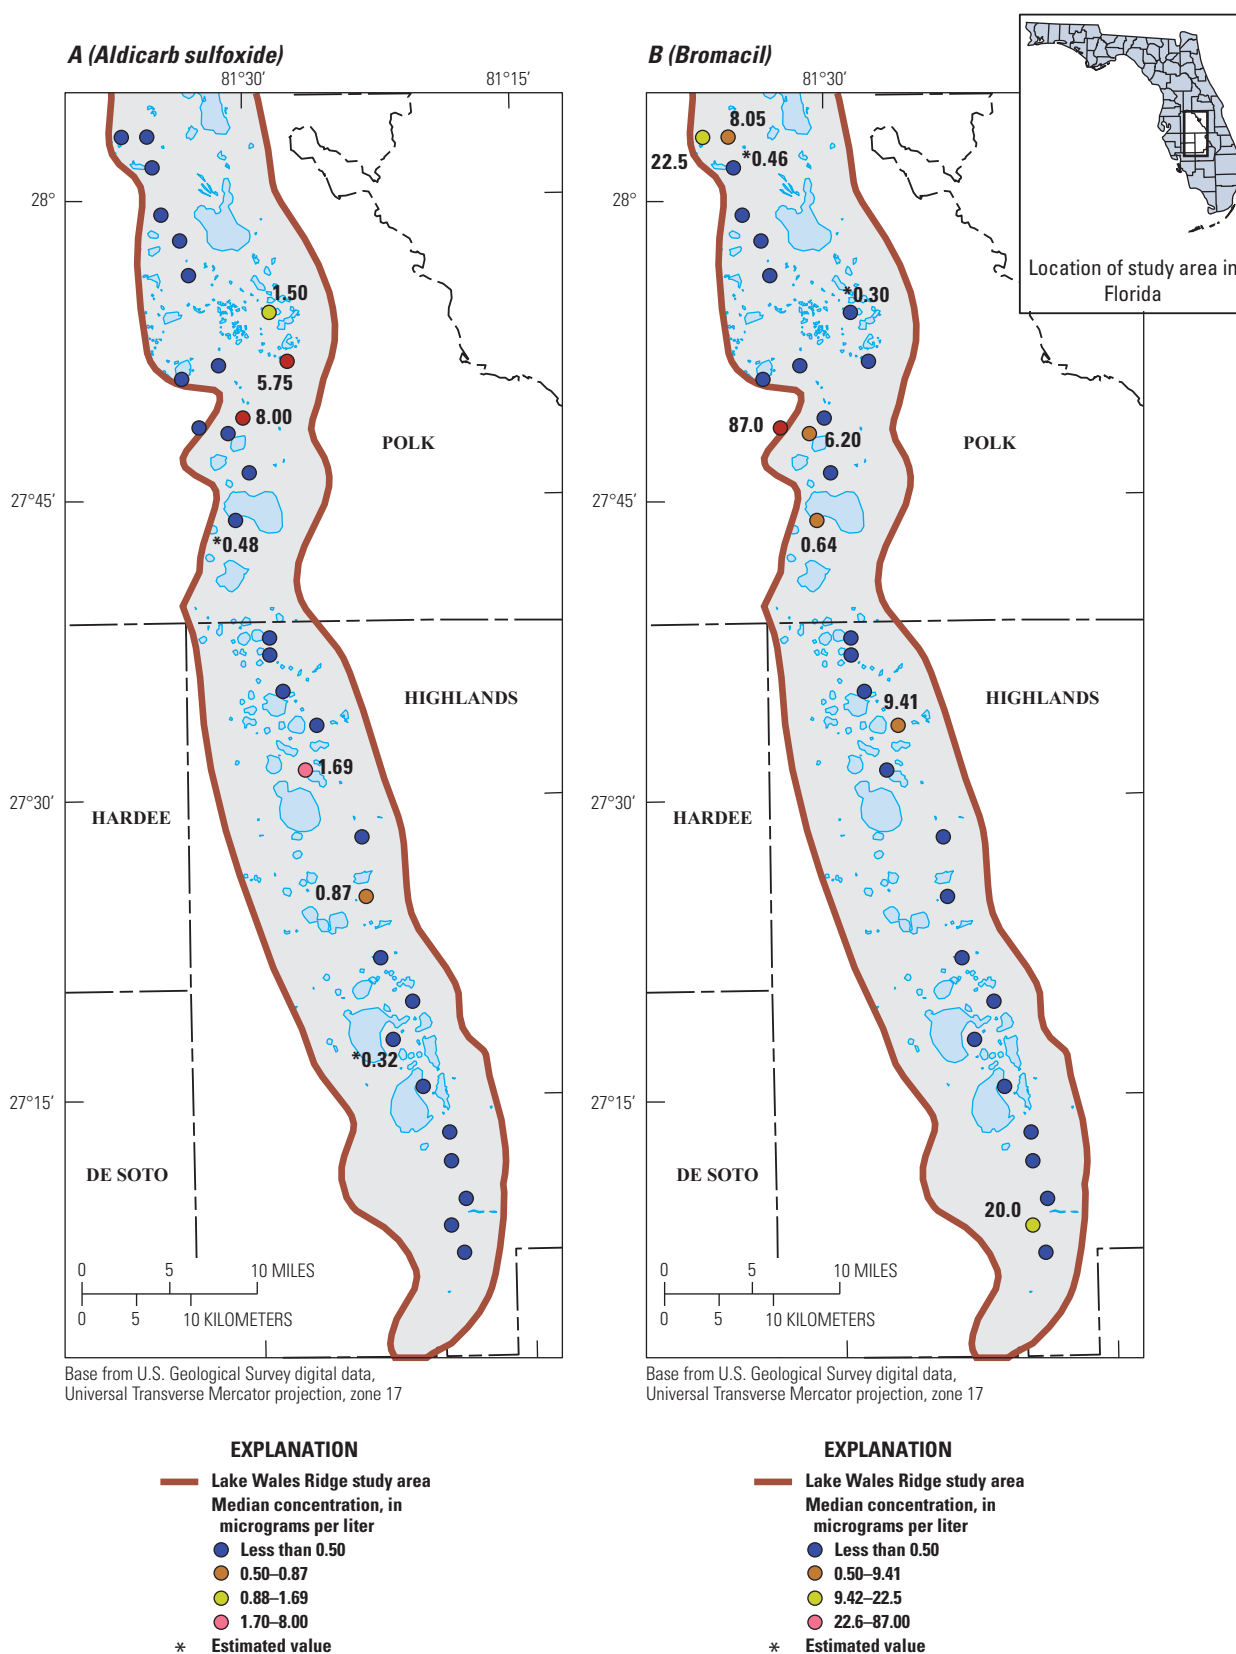 A (Aldicarb sulfoxide)
81°30′
81°15′
28°
1.50
5.75
8.00
POLK
27°45′
*0.48
HIGHLANDS
1.69
27°30′
HARDEE
0.87
*0.32
27°15′
DE SOTO
0 5 10 MILES
0 5 10 KILOMETERS
Base from U.S. Geological Survey digital data,
Universal Transverse Mercator projection, zone 17
EXPLANATION
Lake Wales Ridge study area
Median concentration, in
micrograms per liter
Less than 0.50
0.50–0.87
0.88–1.69
1.70–8.00
* Estimated value
B (Bromacil)
81°30′
8.05
22.5
*0.46
28°
Location of study area in
Florida
*0.30
87.0
6.20
POLK
27°45′
0.64
HIGHLANDS
9.41
27°30′
HARDEE
27°15′
DE SOTO
20.0
0 5 10 MILES
0 5 10 KILOMETERS
Base from U.S. Geological Survey digital data,
Universal Transverse Mercator projection, zone 17
EXPLANATION
Lake Wales Ridge study area
Median concentration, in
micrograms per liter
Less than 0.50
0.50–9.41
9.42–22.5
22.6–87.00
* Estimated value